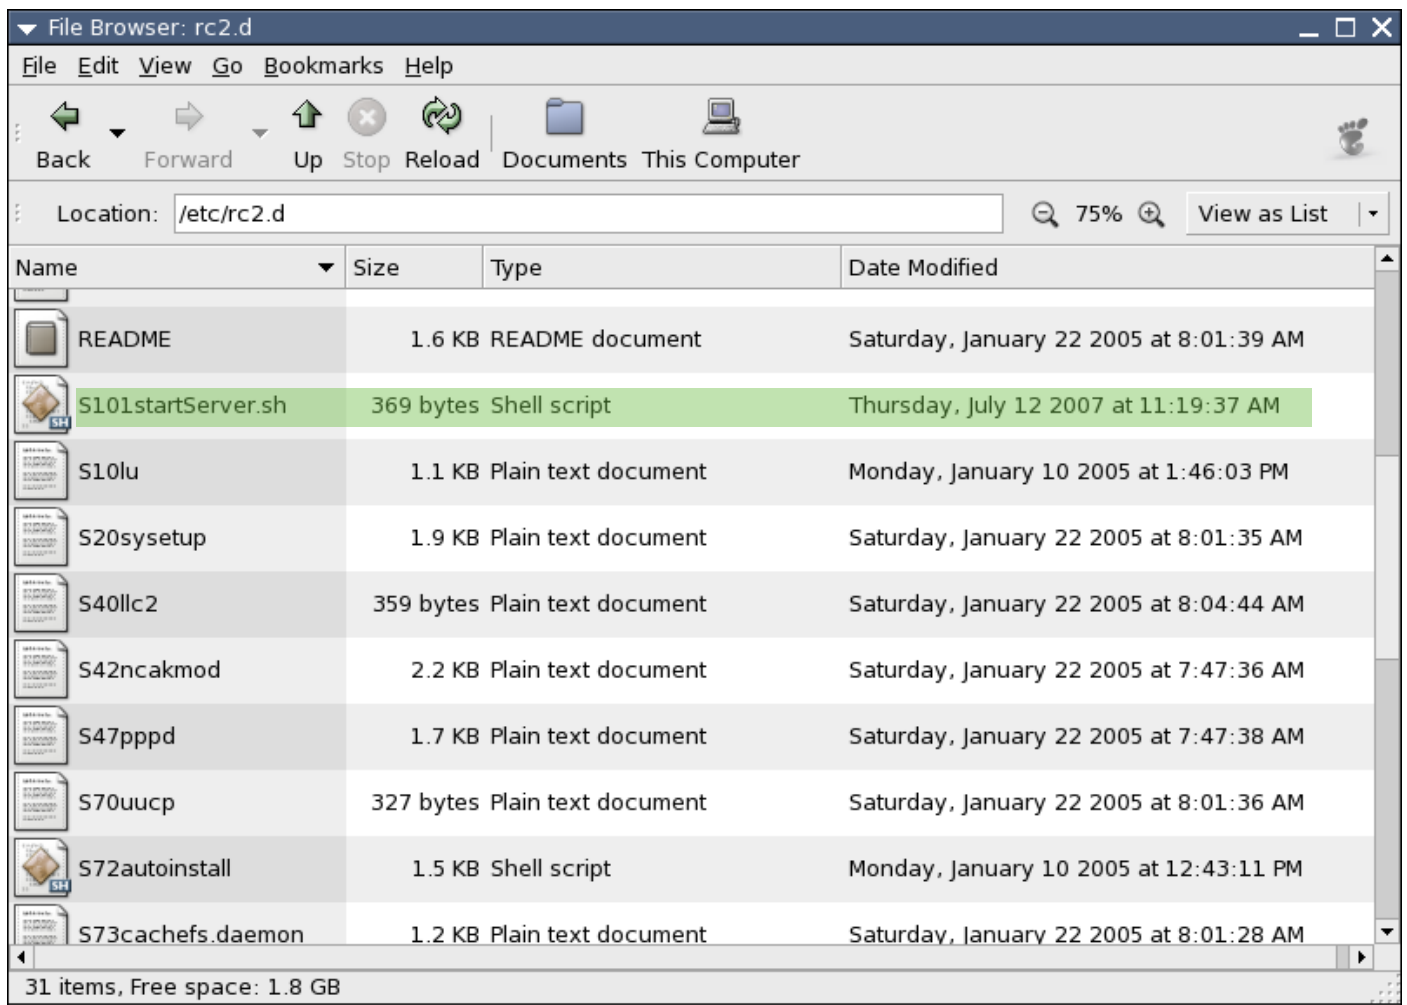 File Browser: rc2.d
File Edit View Go Bookmarks Help
Back Forward Up Stop Reload Documents This Computer
Location: /etc/rc2.d 75% View as List
Name Size Type Date Modified
README 1.6 KB README document Saturday, January 22 2005 at 8:01:39 AM
S101startServer.sh 369 bytes Shell script Thursday, July 12 2007 at 11:19:37 AM
S10lu 1.1 KB Plain text document Monday, January 10 2005 at 1:46:03 PM
S20sysetup 1.9 KB Plain text document Saturday, January 22 2005 at 8:01:35 AM
S40llc2 359 bytes Plain text document Saturday, January 22 2005 at 8:04:44 AM
S42ncakmod 2.2 KB Plain text document Saturday, January 22 2005 at 7:47:36 AM
S47pppd 1.7 KB Plain text document Saturday, January 22 2005 at 7:47:38 AM
S70uucp 327 bytes Plain text document Saturday, January 22 2005 at 8:01:36 AM
SH S72autoinstall 1.5 KB Shell script Monday, January 10 2005 at 12:43:11 PM
S73cachefs.daemon 1.2 KB Plain text document Saturday, January 22 2005 at 8:01:28 AM
31 items, Free space: 1.8 GB